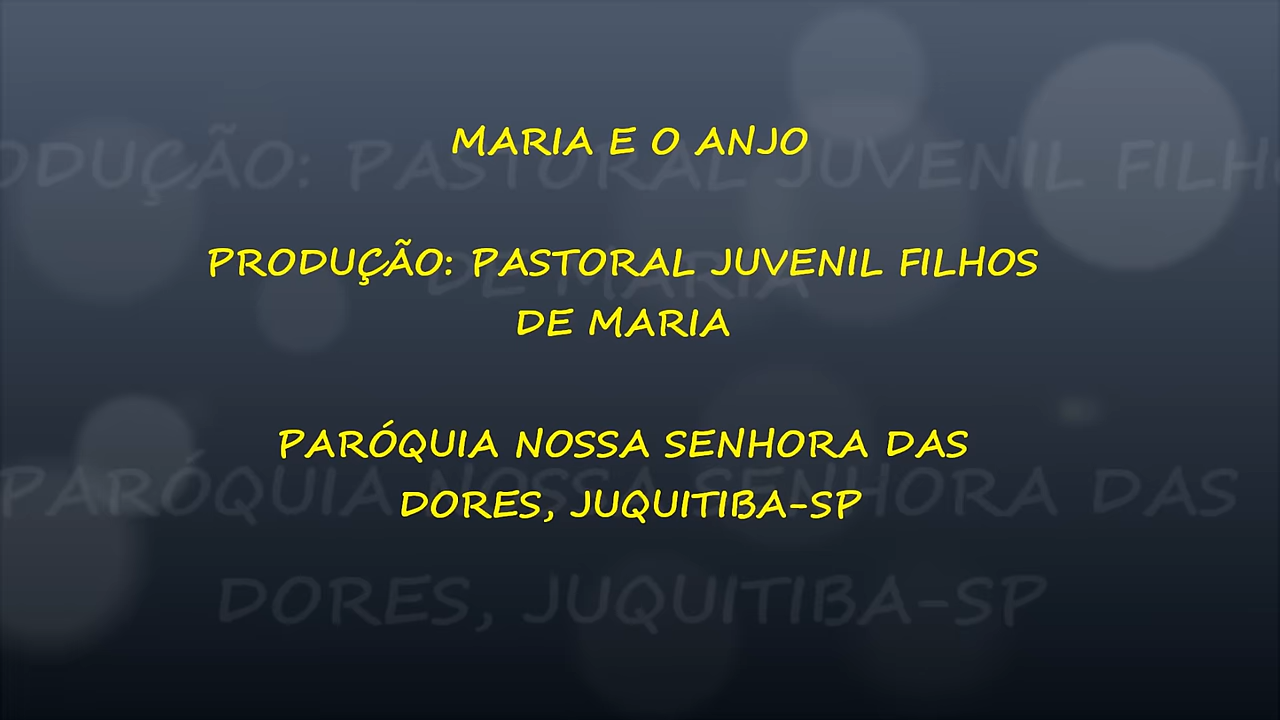 MARIA E O ANJO
PRODUÇÃO: PASTORAL JUVENIL FILHOS
DE MARIA
PARÓQUIA NOSSA SENHORA DAS
DORES, JUQUITIBA-SP